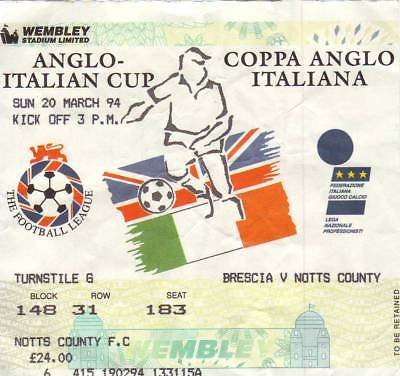 WEMBLEY
STADIUM LIMITED
ANGLO-
ITALIAN CUP
COPPA ANGLO
ITALIANA
SUN 20 MARCH 94
KICK OFF 3 P.M.
THE FOOTBALL LEAGUE
FEDERAZIONE
ITALIANA
GIUOCO CALCIO
LEGA
NAZIONALE
PROFESSIONISTI
TURNSTILE G
BRESCIA V NOTTS COUNTY
BLOCK ROW SEAT
148 31 183
NOTTS COUNTY F.C
£24.00
WEMBLEY
6 415 190294 133115A
TO BE RETAINED